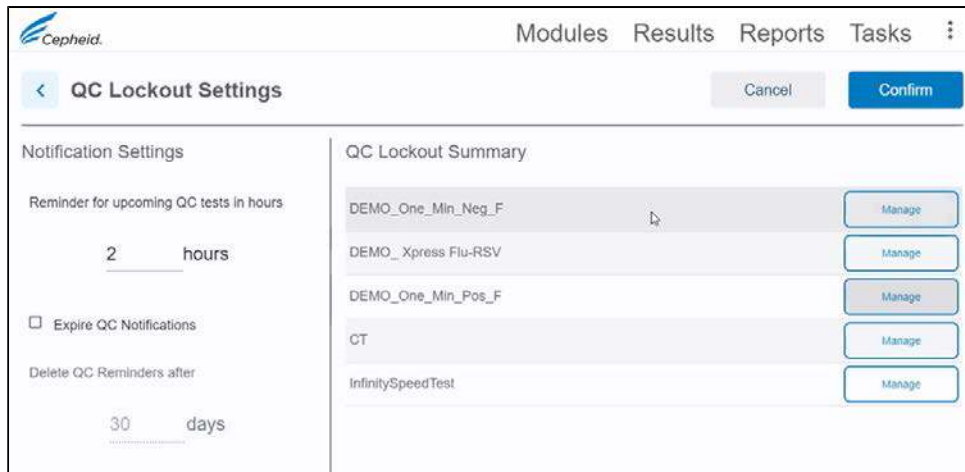 Cepheid.
Modules Results Reports Tasks
QC Lockout Settings
Cancel Confirm
Notification Settings
Reminder for upcoming QC tests in hours
2 hours
Expire QC Notifications
Delete QC Reminders after
30 days
QC Lockout Summary
DEMO_One_Min_Neg_F Manage
DEMO_ Xpress Flu-RSV Manage
DEMO_One_Min_Pos_F Manage
CT Manage
InfinitySpeedTest Manage